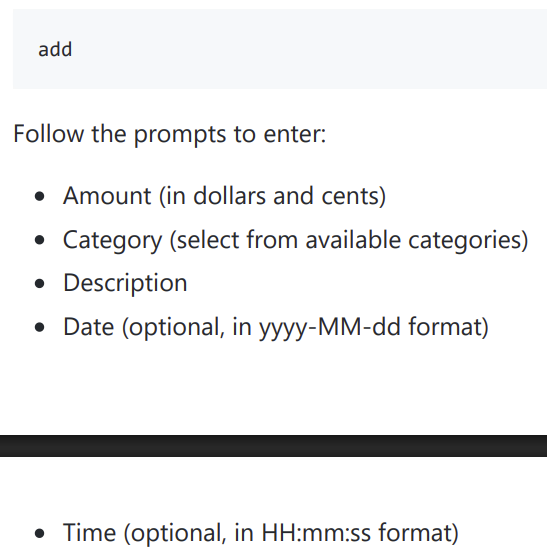 add
Follow the prompts to enter:
• Amount (in dollars and cents)
• Category (select from available categories)
• Description
• Date (optional, in yyyy-MM-dd format)
• Time (optional, in HH:mm:ss format)